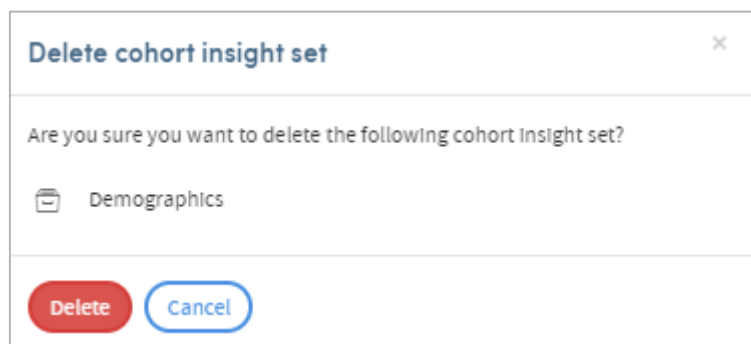 Delete cohort insight set
Are you sure you want to delete the following cohort insight set?
Demographics
Delete
Cancel